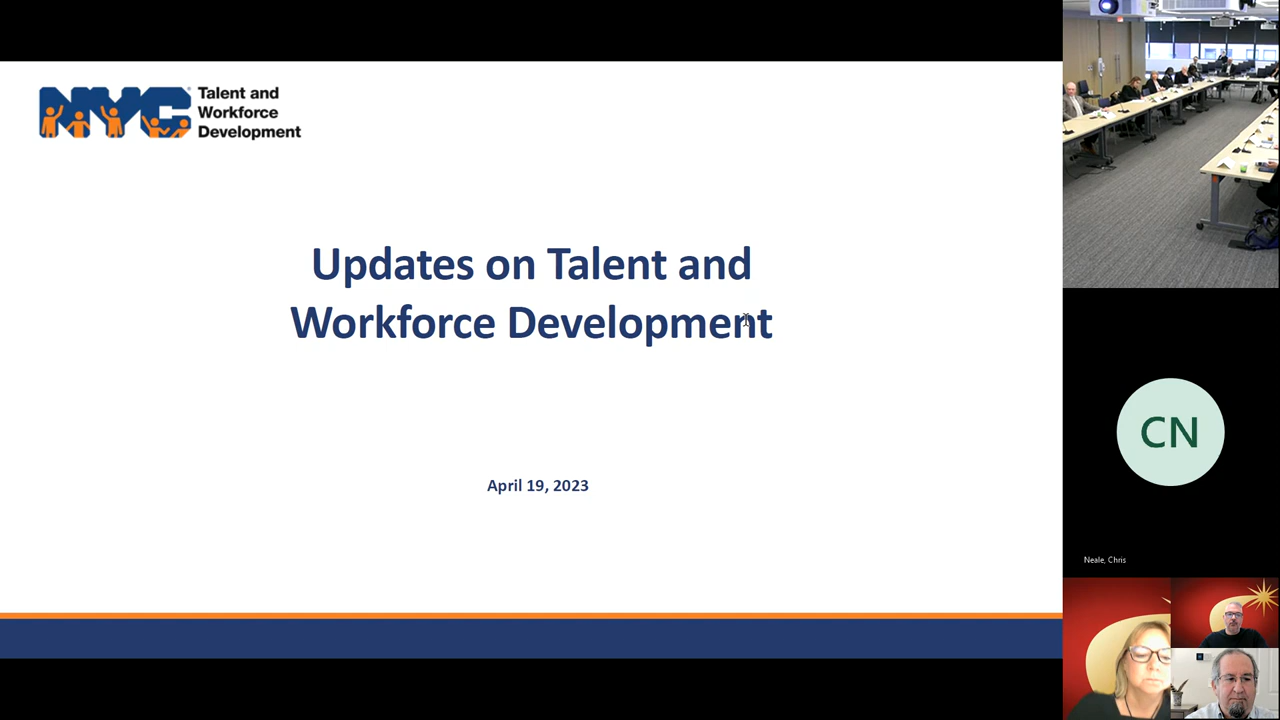 NYC
Talent and
Workforce
Development
Updates on Talent and
Workforce Development
April 19, 2023
CN
Neale, Chris